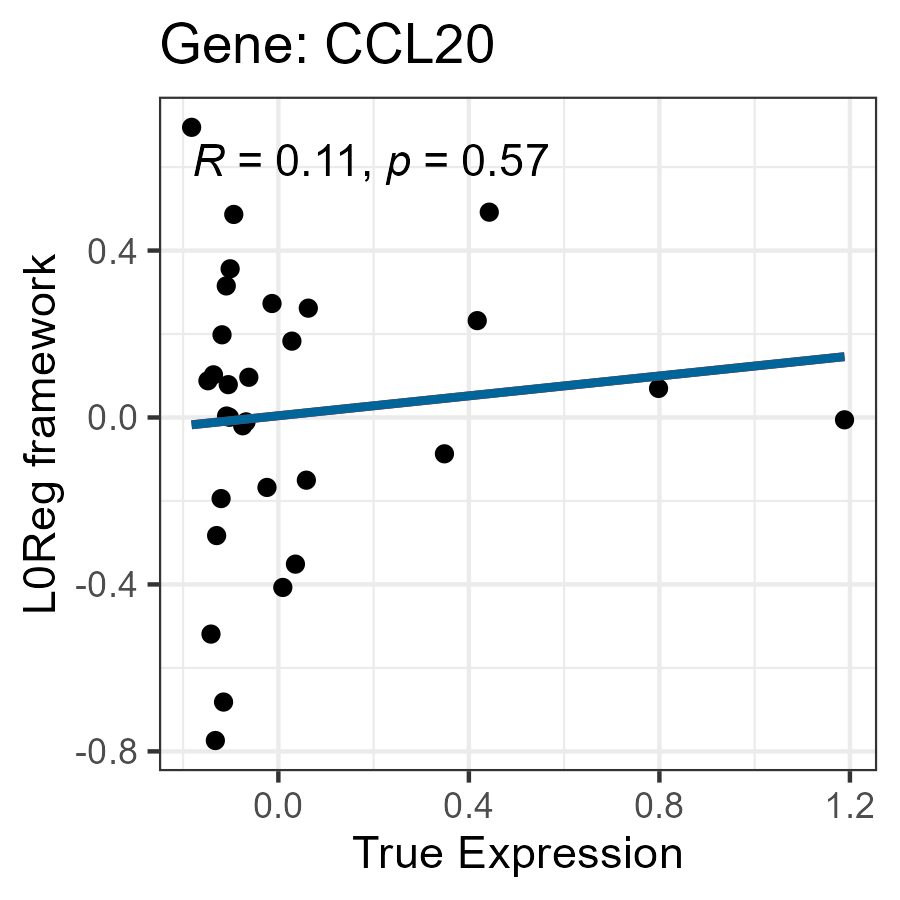 Gene: CCL20
R = 0.11, p = 0.57
L0Reg framework
0.4
0.0
-0.4
-0.8
0.0 0.4 0.8 1.2
True Expression